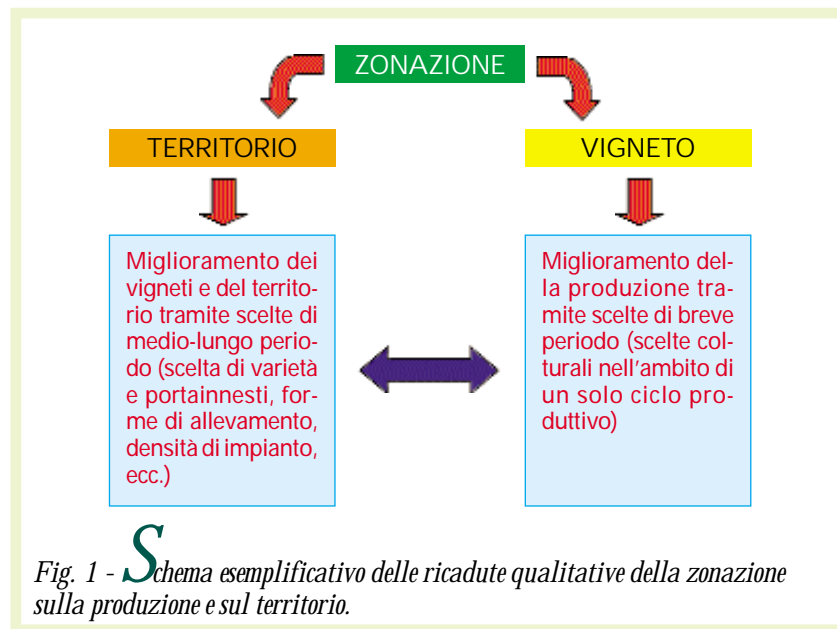 ZONAZIONE
TERRITORIO
VIGNETO
Miglioramento dei
vigneti e del territo-
rio tramite scelte di
medio-lungo perio-
do (scelta di varietà
e portainnesti, for-
me di allevamento,
densità di impianto,
ecc.)
Miglioramento del-
la produzione tra-
mite scelte di breve
periodo (scelte col-
turali nell'ambito di
un solo ciclo pro-
duttivo)
Fig. 1 - Schema esemplificativo delle ricadute qualitative della zonazione
sulla produzione e sul territorio.